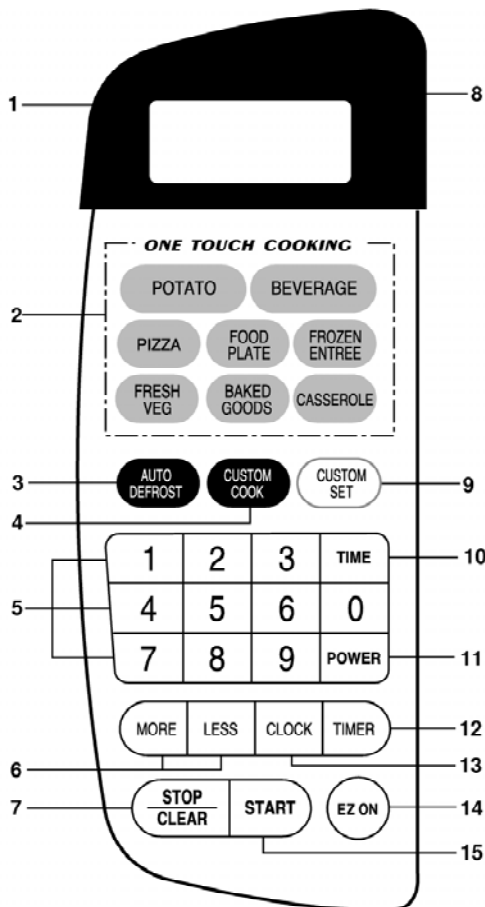 1
8
ONE TOUCH COOKING
POTATO
BEVERAGE
2
PIZZA
FOOD
PLATE
FROZEN
ENTREE
FRESH
VEG
BAKED
GOODS
CASSEROLE
3
AUTO
DEFROST
CUSTOM
COOK
CUSTOM
SET
9
4
1 2 3 TIME
10
5
4 5 6 0
7 8 9 POWER
11
MORE LESS CLOCK TIMER
12
6
13
7
STOP
CLEAR
START
EZ ON
14
15